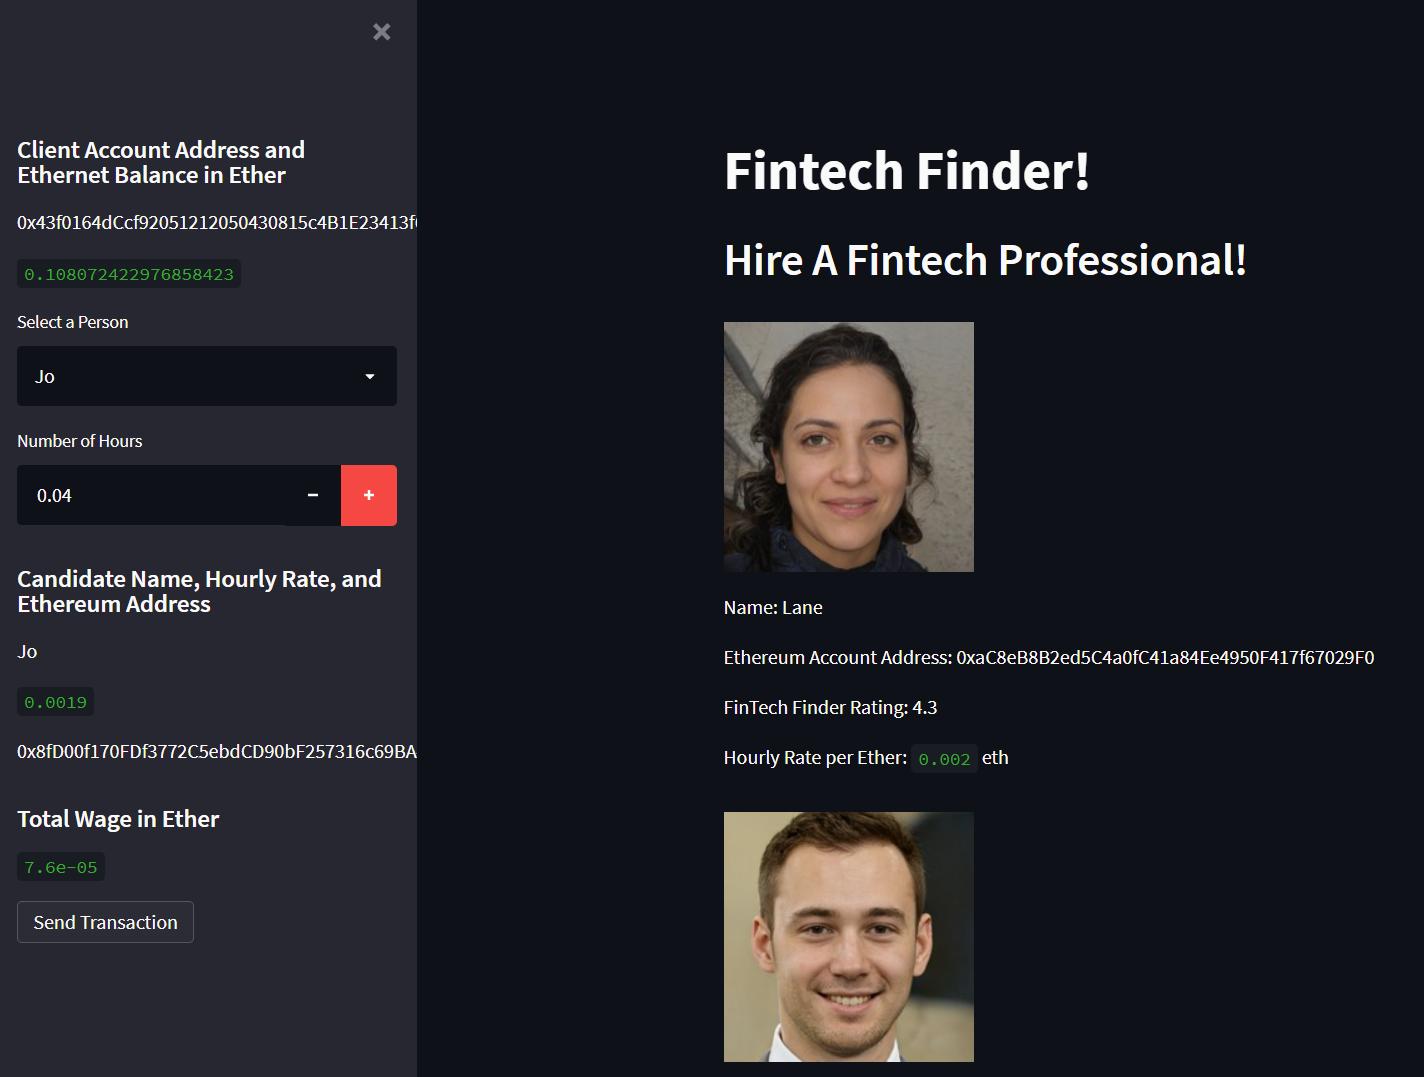 Client Account Address and
Ethernet Balance in Ether
0x43f0164dCcf92051212050430815c4B1E23413f
0.108072422976858423
Select a Person
Jo
Number of Hours
0.04
Candidate Name, Hourly Rate, and
Ethereum Address
Jo
0.0019
0x8fD00f170FDf3772C5ebdCD90bF257316c69BA
Total Wage in Ether
7.6e-05
Send Transaction
Fintech Finder!
Hire A Fintech Professional!
Name: Lane
Ethereum Account Address: 0xaC8eB8B2ed5C4a0fC41a84Ee4950F417f67029F0
FinTech Finder Rating: 4.3
Hourly Rate per Ether: 0.002 eth